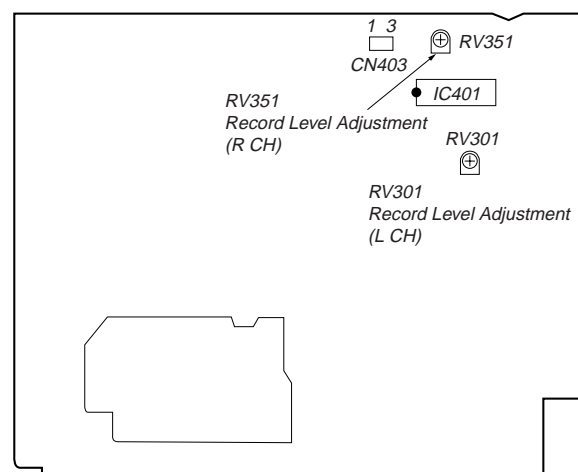 1 3
RV351
CN403
IC401
RV351
Record Level Adjustment
(R CH)
RV301
RV301
Record Level Adjustment
(L CH)